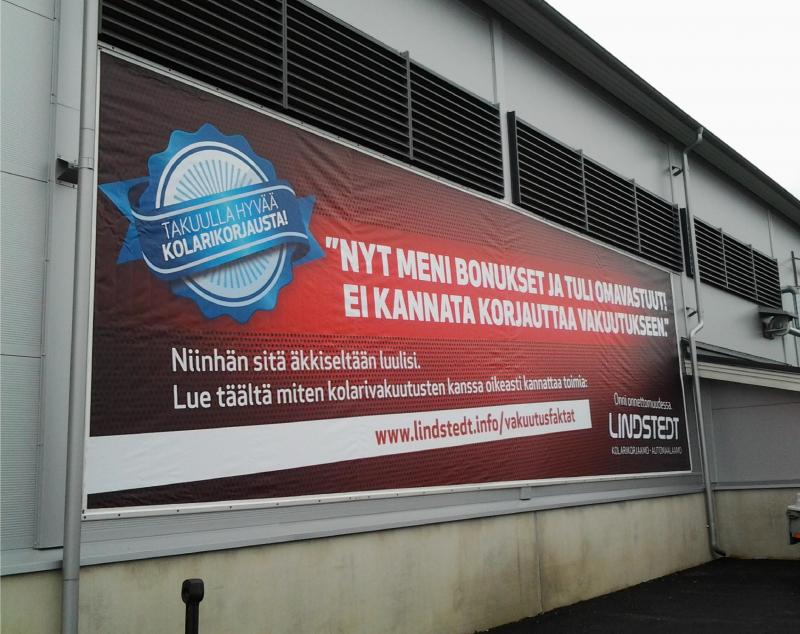 TAKUULLA HYVÄÄ
KOLARIKORJAUSTA!
"NYT MENI BONUKSET JA TULI OMAVASTUUT!
EI KANNATA KORJAUTTAA VAKUUTUKSEEN."
Niinhän sitä äkkiseltään luulisi.
Lue täältä miten kolarivakuutusten kanssa oikeasti kannattaa toimia:
www.lindstedt.info/vakuutusfaktat
Onni onnettomuudessa.
LINDSTEDT
KOLARIKORJAAMO • AUTOMAALAAMO